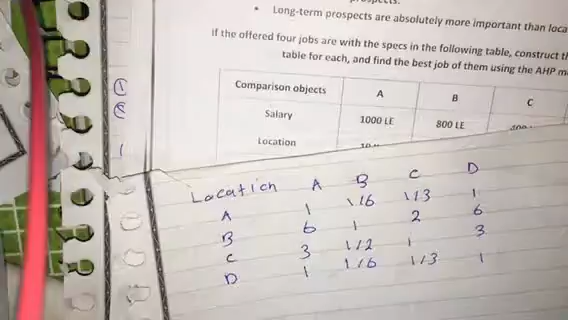 • Long-term prospects are absolutely more important than loca
If the offered four jobs are with the specs in the following table, construct th
table for each, and find the best job of them using the AHP m
Comparison objects A B C
Salary 1000 LE 800 LE
Location
Location A B C D
A 1 1/6 1/3 1
B 6 1 2 6
C 3 1/2 1 3
D 1 1/6 1/3 1